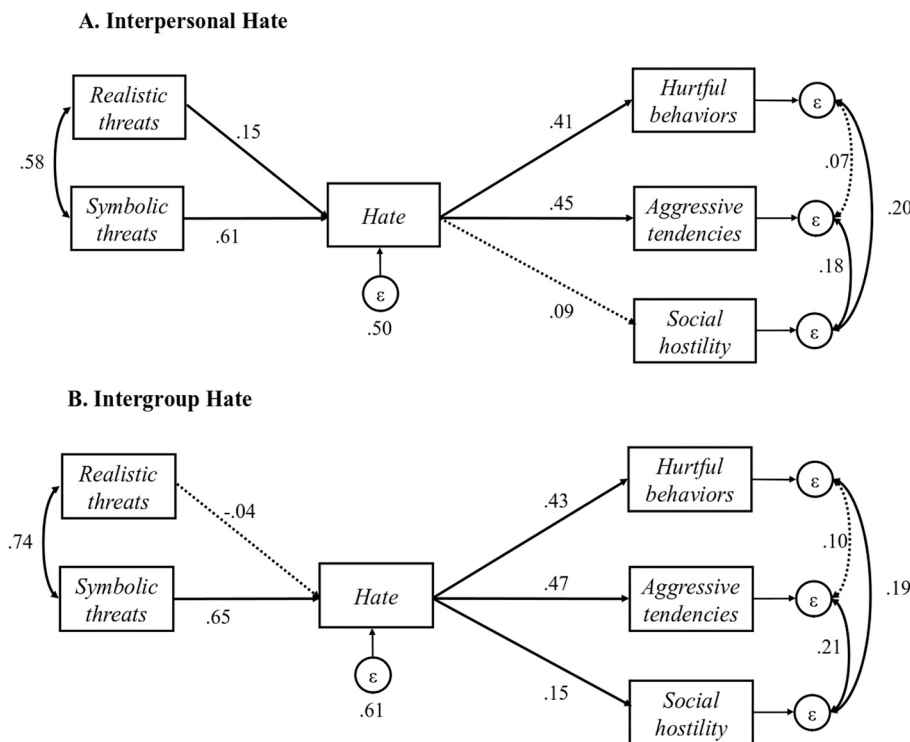 A. Interpersonal Hate
Realistic
threats
Hurtful
behaviors
ε
.15
.41
.07
.58
.20
Symbolic
threats
.61
Hate
.45
Aggressive
tendencies
ε
.18
ε
.50
.09
Social
hostility
ε
B. Intergroup Hate
Realistic
threats
Hurtful
behaviors
ε
-.04
.43
.10
.74
.19
Symbolic
threats
.65
Hate
.47
Aggressive
tendencies
ε
.21
ε
.61
.15
Social
hostility
ε